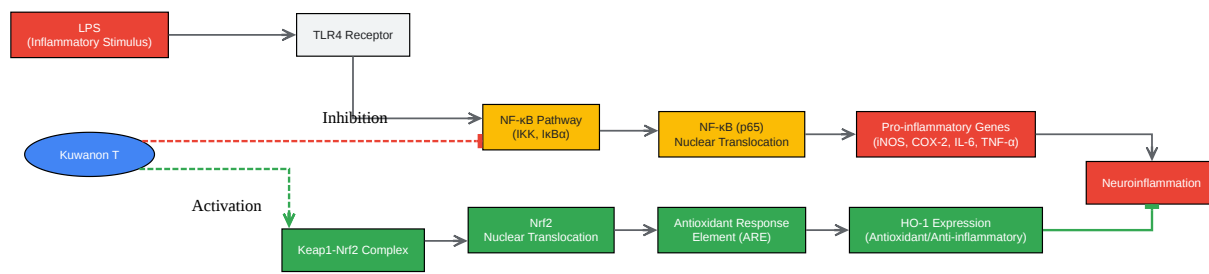 LPS
(Inflammatory Stimulus)
TLR4 Receptor
Inhibition
NF-κB Pathway
(IKK, IκBα)
NF-κB (p65)
Nuclear Translocation
Pro-inflammatory Genes
(iNOS, COX-2, IL-6, TNF-α)
Kuwanon T
Neuroinflammation
Activation
Keap1-Nrf2 Complex
Nrf2
Nuclear Translocation
Antioxidant Response
Element (ARE)
HO-1 Expression
(Antioxidant/Anti-inflammatory)